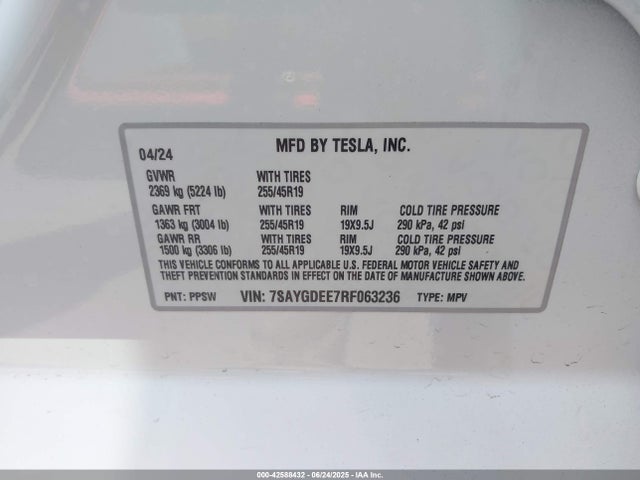 04/24 MFD BY TESLA, INC.
GVWR WITH TIRES
2369 kg (5224 lb) 255/45R19
GAWR FRT WITH TIRES RIM COLD TIRE PRESSURE
1363 kg (3004 lb) 255/45R19 19X9.5J 290 kPa, 42 psi
GAWR RR WITH TIRES RIM COLD TIRE PRESSURE
1500 kg (3306 lb) 255/45R19 19X9.5J 290 kPa, 42 psi
THIS VEHICLE CONFORMS TO ALL APPLICABLE U.S. FEDERAL MOTOR VEHICLE SAFETY AND
THEFT PREVENTION STANDARDS IN EFFECT ON THE DATE OF MANUFACTURE SHOWN ABOVE.
PNT: PPSW VIN: 7SAYGDEE7RF063236 TYPE: MPV
000-42588432 - 06/24/2025 - IAA Inc.